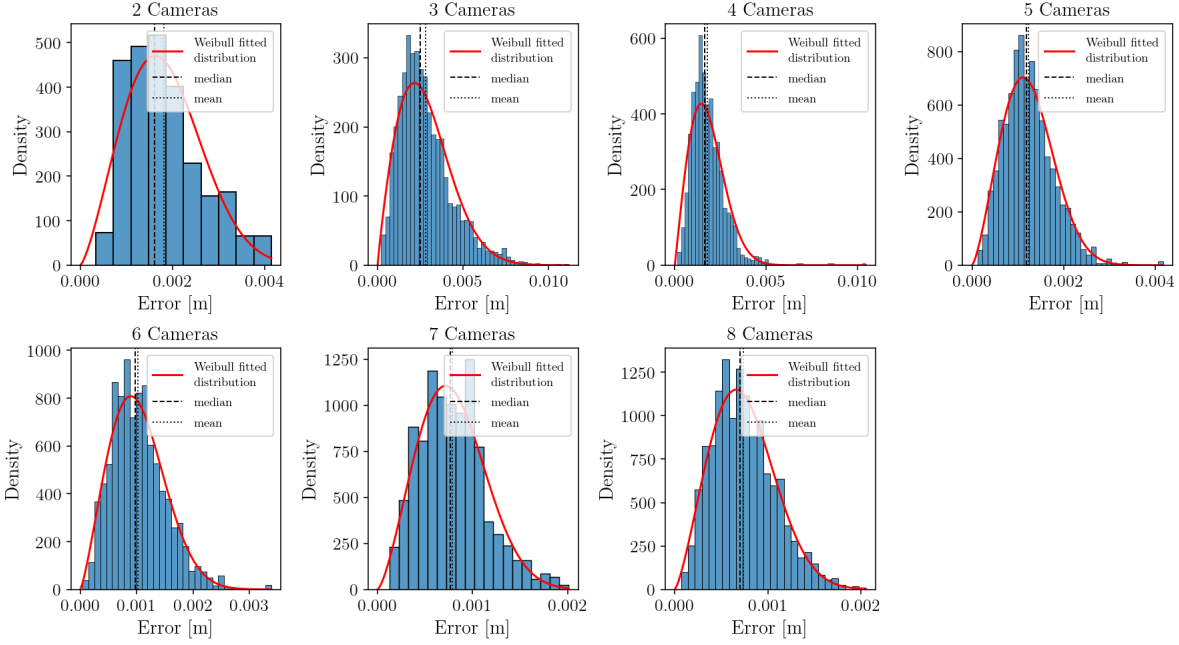 2 Cameras
500
400
300
200
100
0
Density
0.000
0.002
0.004
Error [m]
Weibull fitted
distribution
median
mean
3 Cameras
300
200
100
0
Density
0.000
0.005
0.010
Error [m]
Weibull fitted
distribution
median
mean
4 Cameras
600
400
200
0
Density
0.000
0.005
0.010
Error [m]
Weibull fitted
distribution
median
mean
5 Cameras
800
600
400
200
0
Density
0.000
0.002
0.004
Error [m]
Weibull fitted
distribution
median
mean
6 Cameras
1000
800
600
400
200
0
Density
0.000
0.001
0.002
0.003
Error [m]
Weibull fitted
distribution
median
mean
7 Cameras
1250
1000
750
500
250
0
Density
0.000
0.001
0.002
Error [m]
Weibull fitted
distribution
median
mean
8 Cameras
1250
1000
750
500
250
0
Density
0.000
0.001
0.002
Error [m]
Weibull fitted
distribution
median
mean